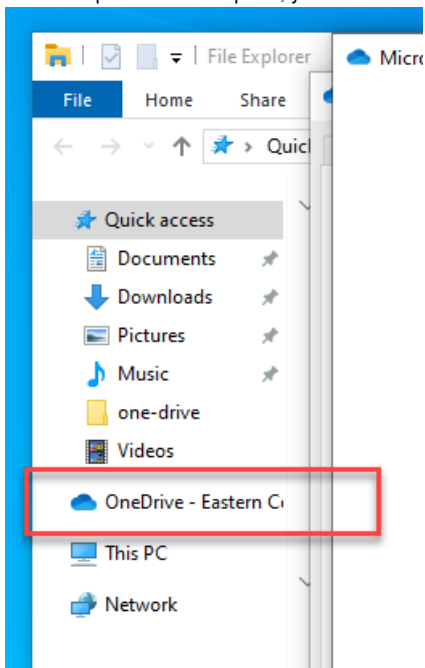 File Explorer
Micro
File Home Share
Quick access
Documents
Downloads
Pictures
Music
one-drive
Videos
OneDrive - Eastern
This PC
Network